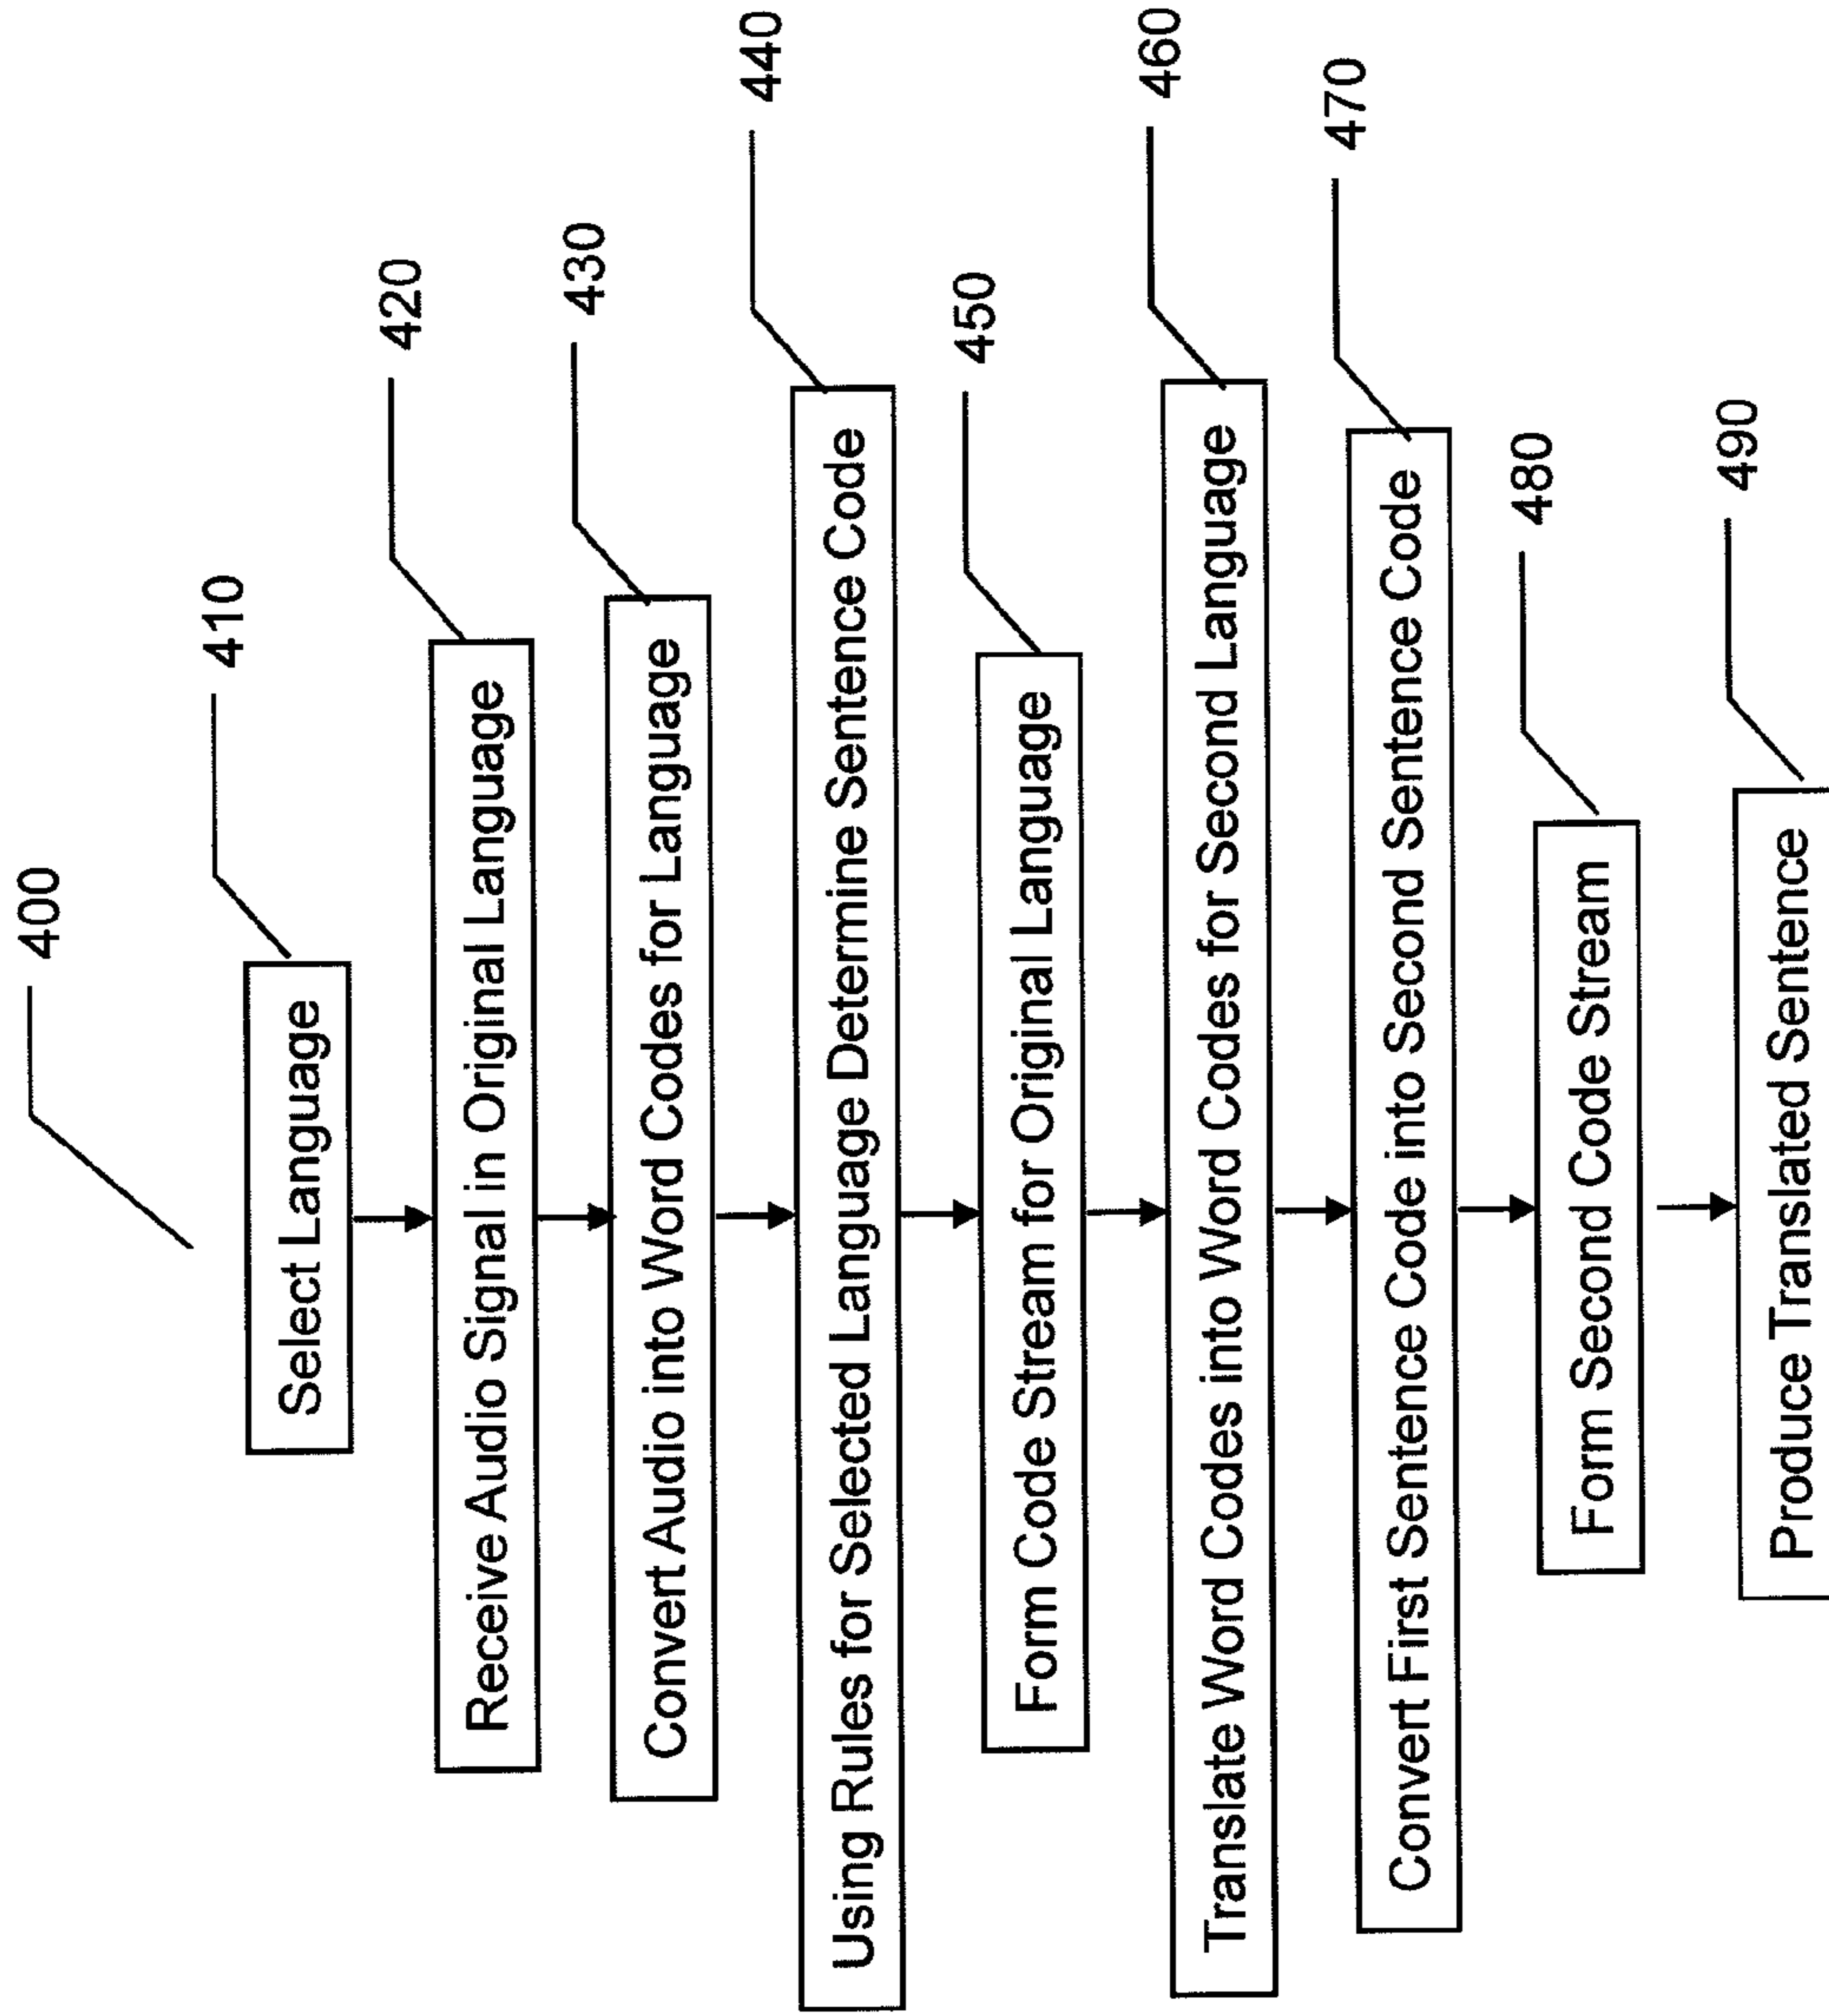 400
410
Select Language
420
Receive Audio Signal in Original Language
430
Convert Audio into Word Codes for Language
440
Using Rules for Selected Language Determine Sentence Code
450
Form Code Stream for Original Language
460
Translate Word Codes into Word Codes for Second Language
470
Convert First Sentence Code into Second Sentence Code
480
Form Second Code Stream
490
Produce Translated Sentence